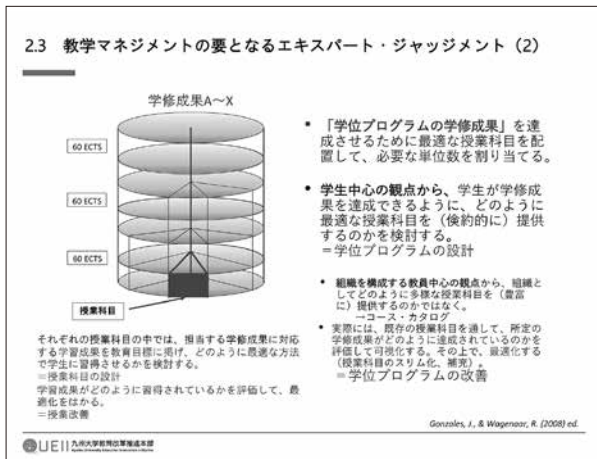 2.3 教学マネジメントの要となるエキスパート・ジャッジメント（2）
学修成果A～X
60 ECTS
60 ECTS
60 ECTS
授業科目
それぞれの授業科目の中では、担当する学修成果に対応
する学習成果を教育目標に掲げ、どのように最適な方法
で学生に習得させるかを検討する。
＝授業科目の設計
学習成果がどのように習得されているかを評価して、最
適化をはかる。
＝授業改善
• 「学位プログラムの学修成果」を達
成させるために最適な授業科目を配
置して、必要な単位数を割り当てる。
• 学生中心の観点から、学生が学修成
果を達成できるように、どのように
最適な授業科目を（倹約的に）提供
するのかを検討する。
＝学位プログラムの設計
• 組織を構成する教員中心の観点から、組織と
してどのように多様な授業科目を（豊富
に）提供するのかではなく。
→コース・カタログ
• 実際には、既存の授業科目を通して、所定の
学修成果がどのように達成されているのかを
評価して可視化する。その上で、最適化する
（授業科目のスリム化、補充）。
＝学位プログラムの改善
Gonzales, J., & Wagenaar, R. (2008) ed.
UEII 九州大学教育改革推進本部